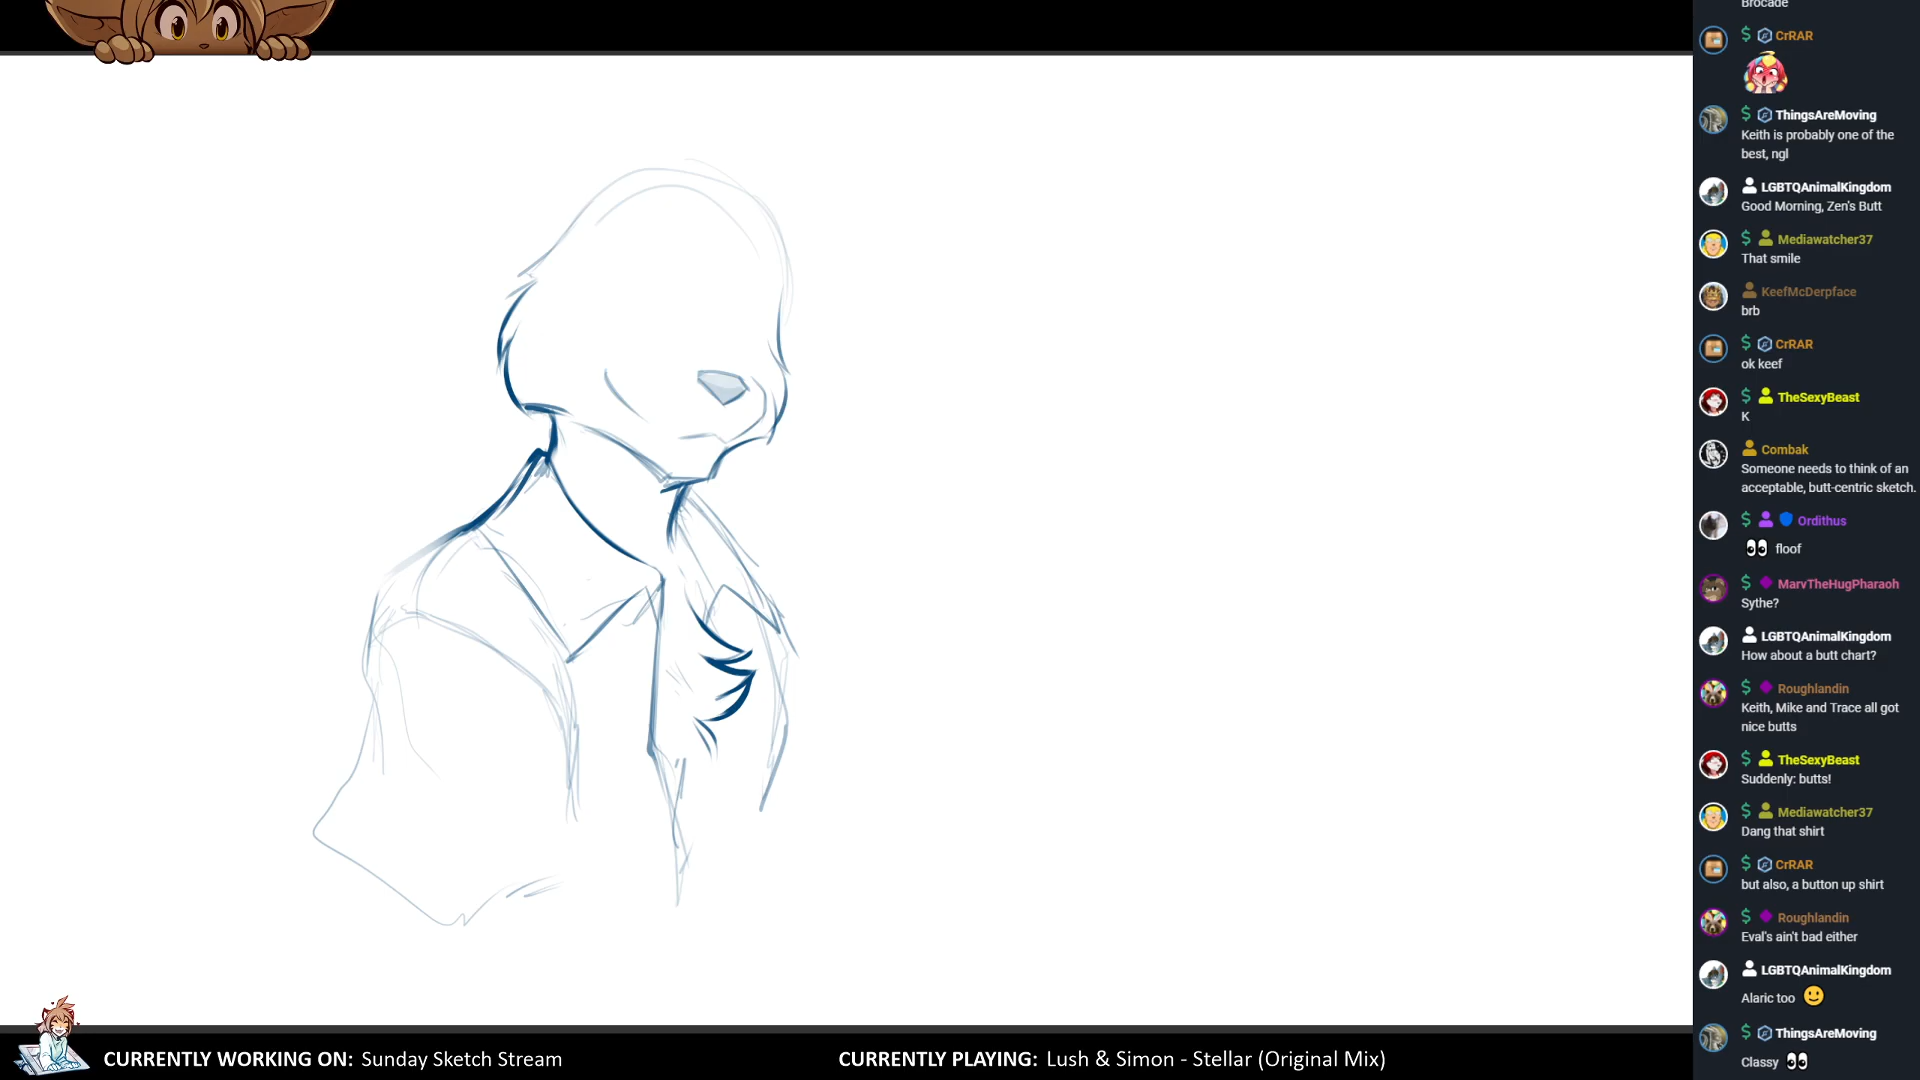 Brocade
CrRAR
ThingsAreMoving
Keith is probably one of the
best, ngl
LGBTQAnimalKingdom
Good Morning, Zen's Butt
Mediawatcher37
That smile
KeefMcDerpface
brb
CrRAR
ok keef
TheSexyBeast
K
Combak
Someone needs to think of an
acceptable, butt-centric sketch.
Ordithus
floof
MarvTheHugPharaoh
Sythe?
LGBTQAnimalKingdom
How about a butt chart?
Roughlandin
Keith, Mike and Trace all got
nice butts
TheSexyBeast
Suddenly: butts!
Mediawatcher37
Dang that shirt
CrRAR
but also, a button up shirt
Roughlandin
Eval's ain't bad either
LGBTQAnimalKingdom
Alaric too
ThingsAreMoving
Classy
CURRENTLY WORKING ON: Sunday Sketch Stream
CURRENTLY PLAYING: Lush & Simon - Stellar (Original Mix)